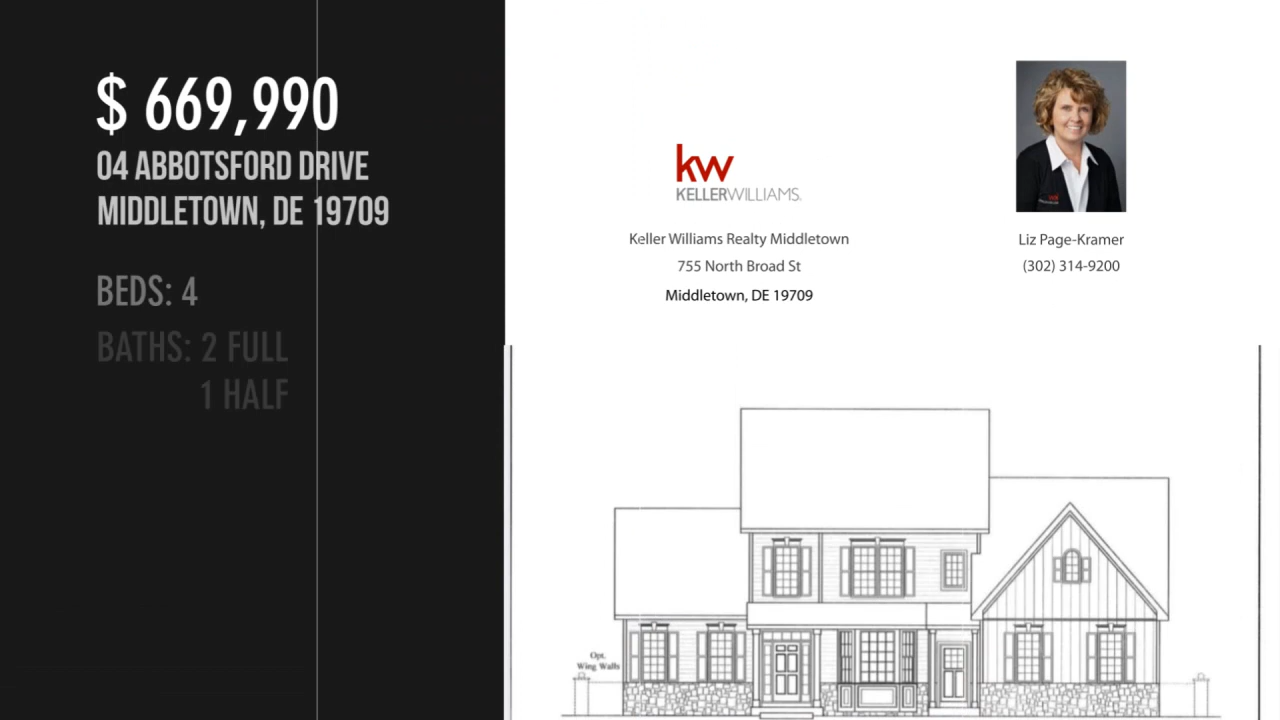 $ 669,990
04 ABBOTSFORD DRIVE
MIDDLETOWN, DE 19709
BEDS: 4
BATHS: 2 FULL
1 HALF
kw
KELLERWILLIAMS.
Keller Williams Realty Middletown
755 North Broad St
Middletown, DE 19709
Liz Page-Kramer
(302) 314-9200
Opt.
Wing Walls